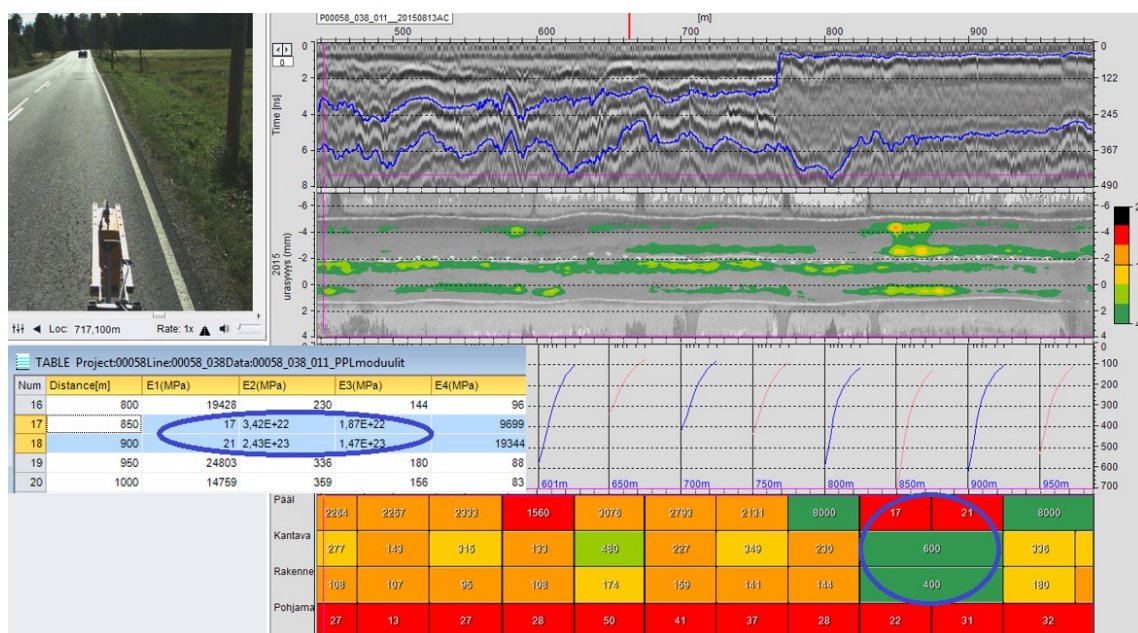 P00058_038_011__20150813AC
[m]
500 600 700 800 900
0
0
2
4
6
8
Time [ns]
0
122
245
367
490
-6
-4
-2
0
2
4
2015
urasyvyys (mm)
-6
-4
-2
0
2
4
Loc: 717,100m Rate: 1x
TABLE Project:00058Line:00058_038Data:00058_038_011_PPLmoduulit
Num Distance[m] E1(MPa) E2(MPa) E3(MPa) E4(MPa)
16 800 19428 230 144 96
17 850 17 3,42E+22 1,87E+22 9699
18 900 21 2,43E+23 1,47E+23 19344
19 950 24803 336 180 88
20 1000 14759 359 156 83
0
100
200
300
400
500
600
700
601m 650m 700m 750m 800m 850m 900m 950m
Pääl 2264 2257 2333 1560 3076 2793 2131 8000 17 21 8000
Kantava 277 143 315 133 480 227 349 230 600 336
Rakenne 108 107 95 108 174 159 141 144 400 180
Pohjama 27 13 27 28 50 41 37 28 22 31 32